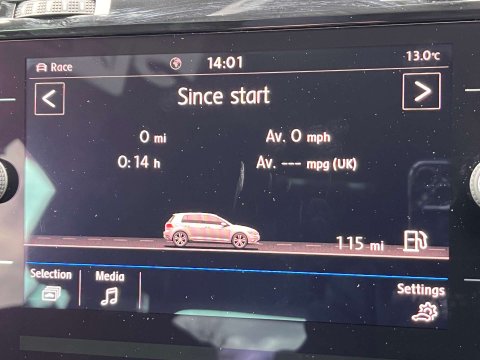 Race 14:01 13.0°C
Since start
0 mi Av. 0 mph
0:14 h Av. --- mpg (UK)
115 mi
Selection Media Settings